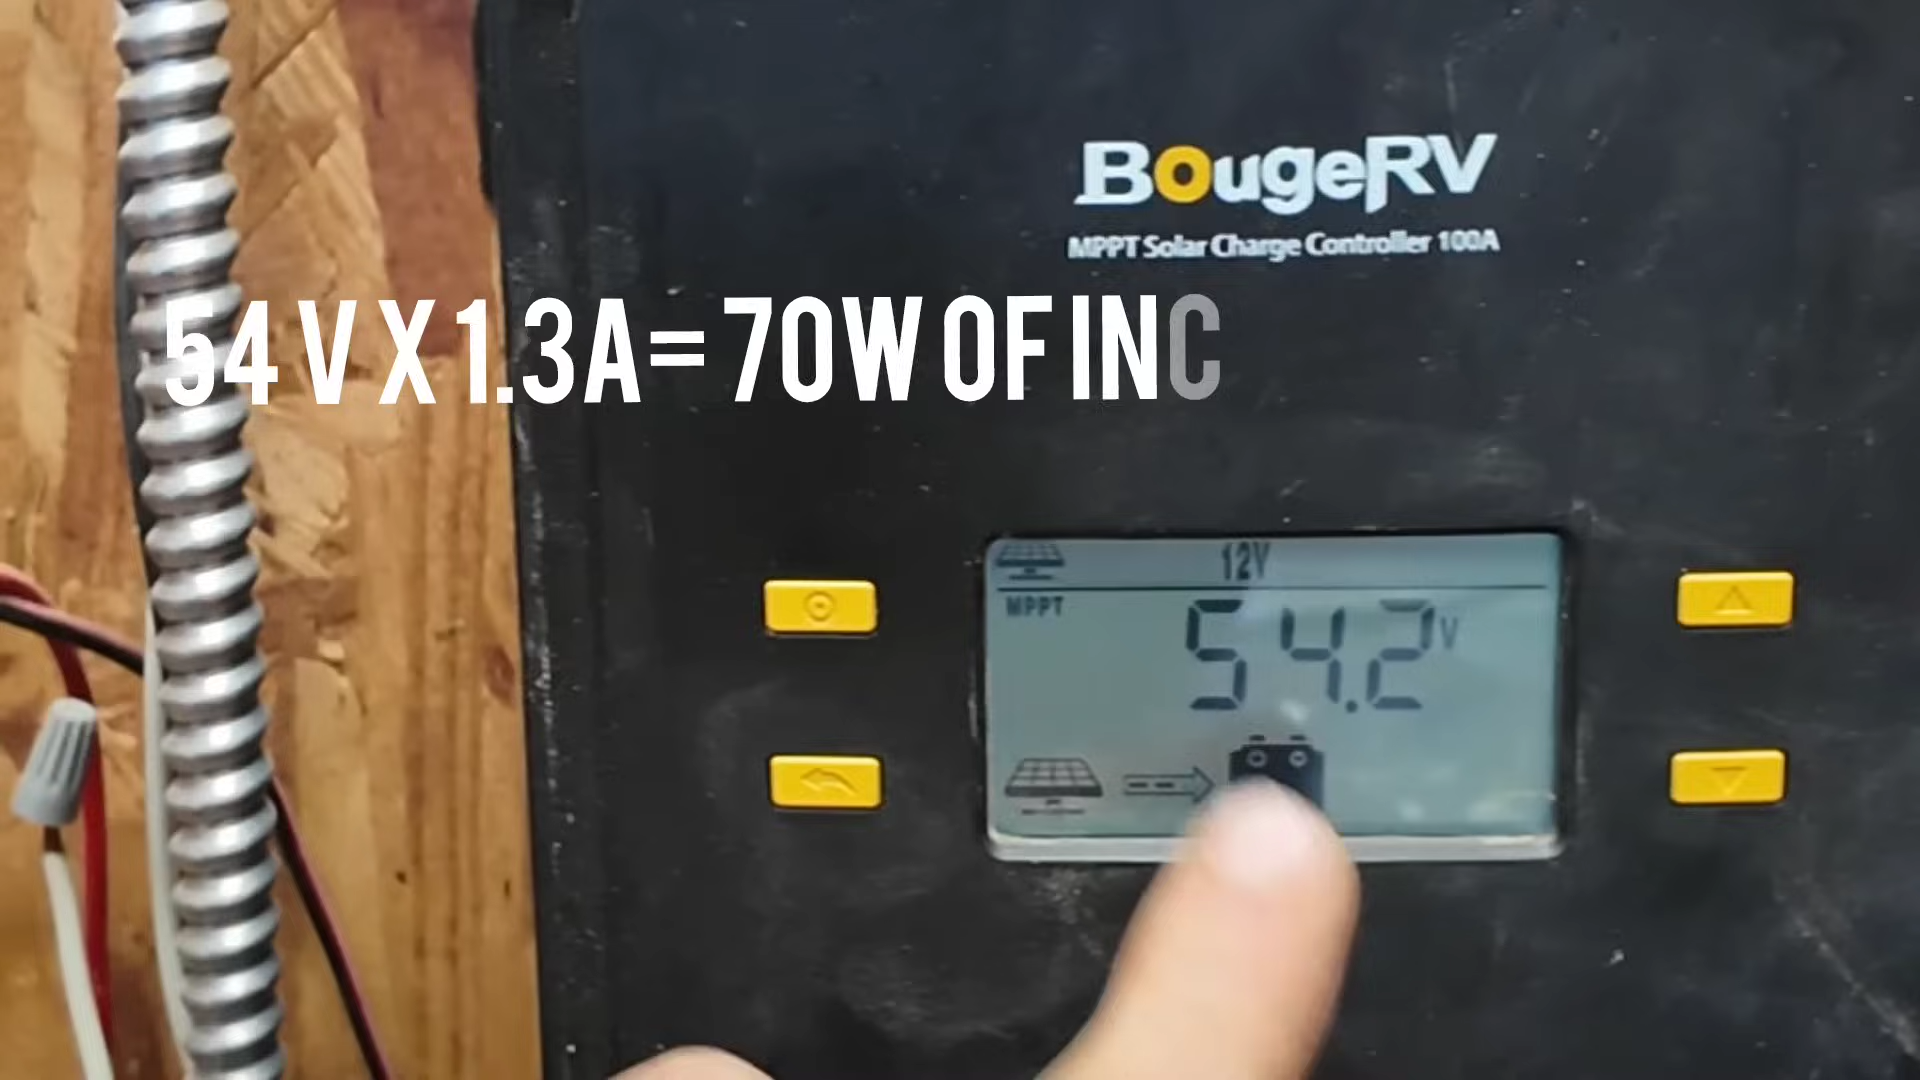 BougeRV
MPPT Solar Charge Controller 100A
54 V X 1.3A= 70W OF INC
12V
MPPT
54.2V